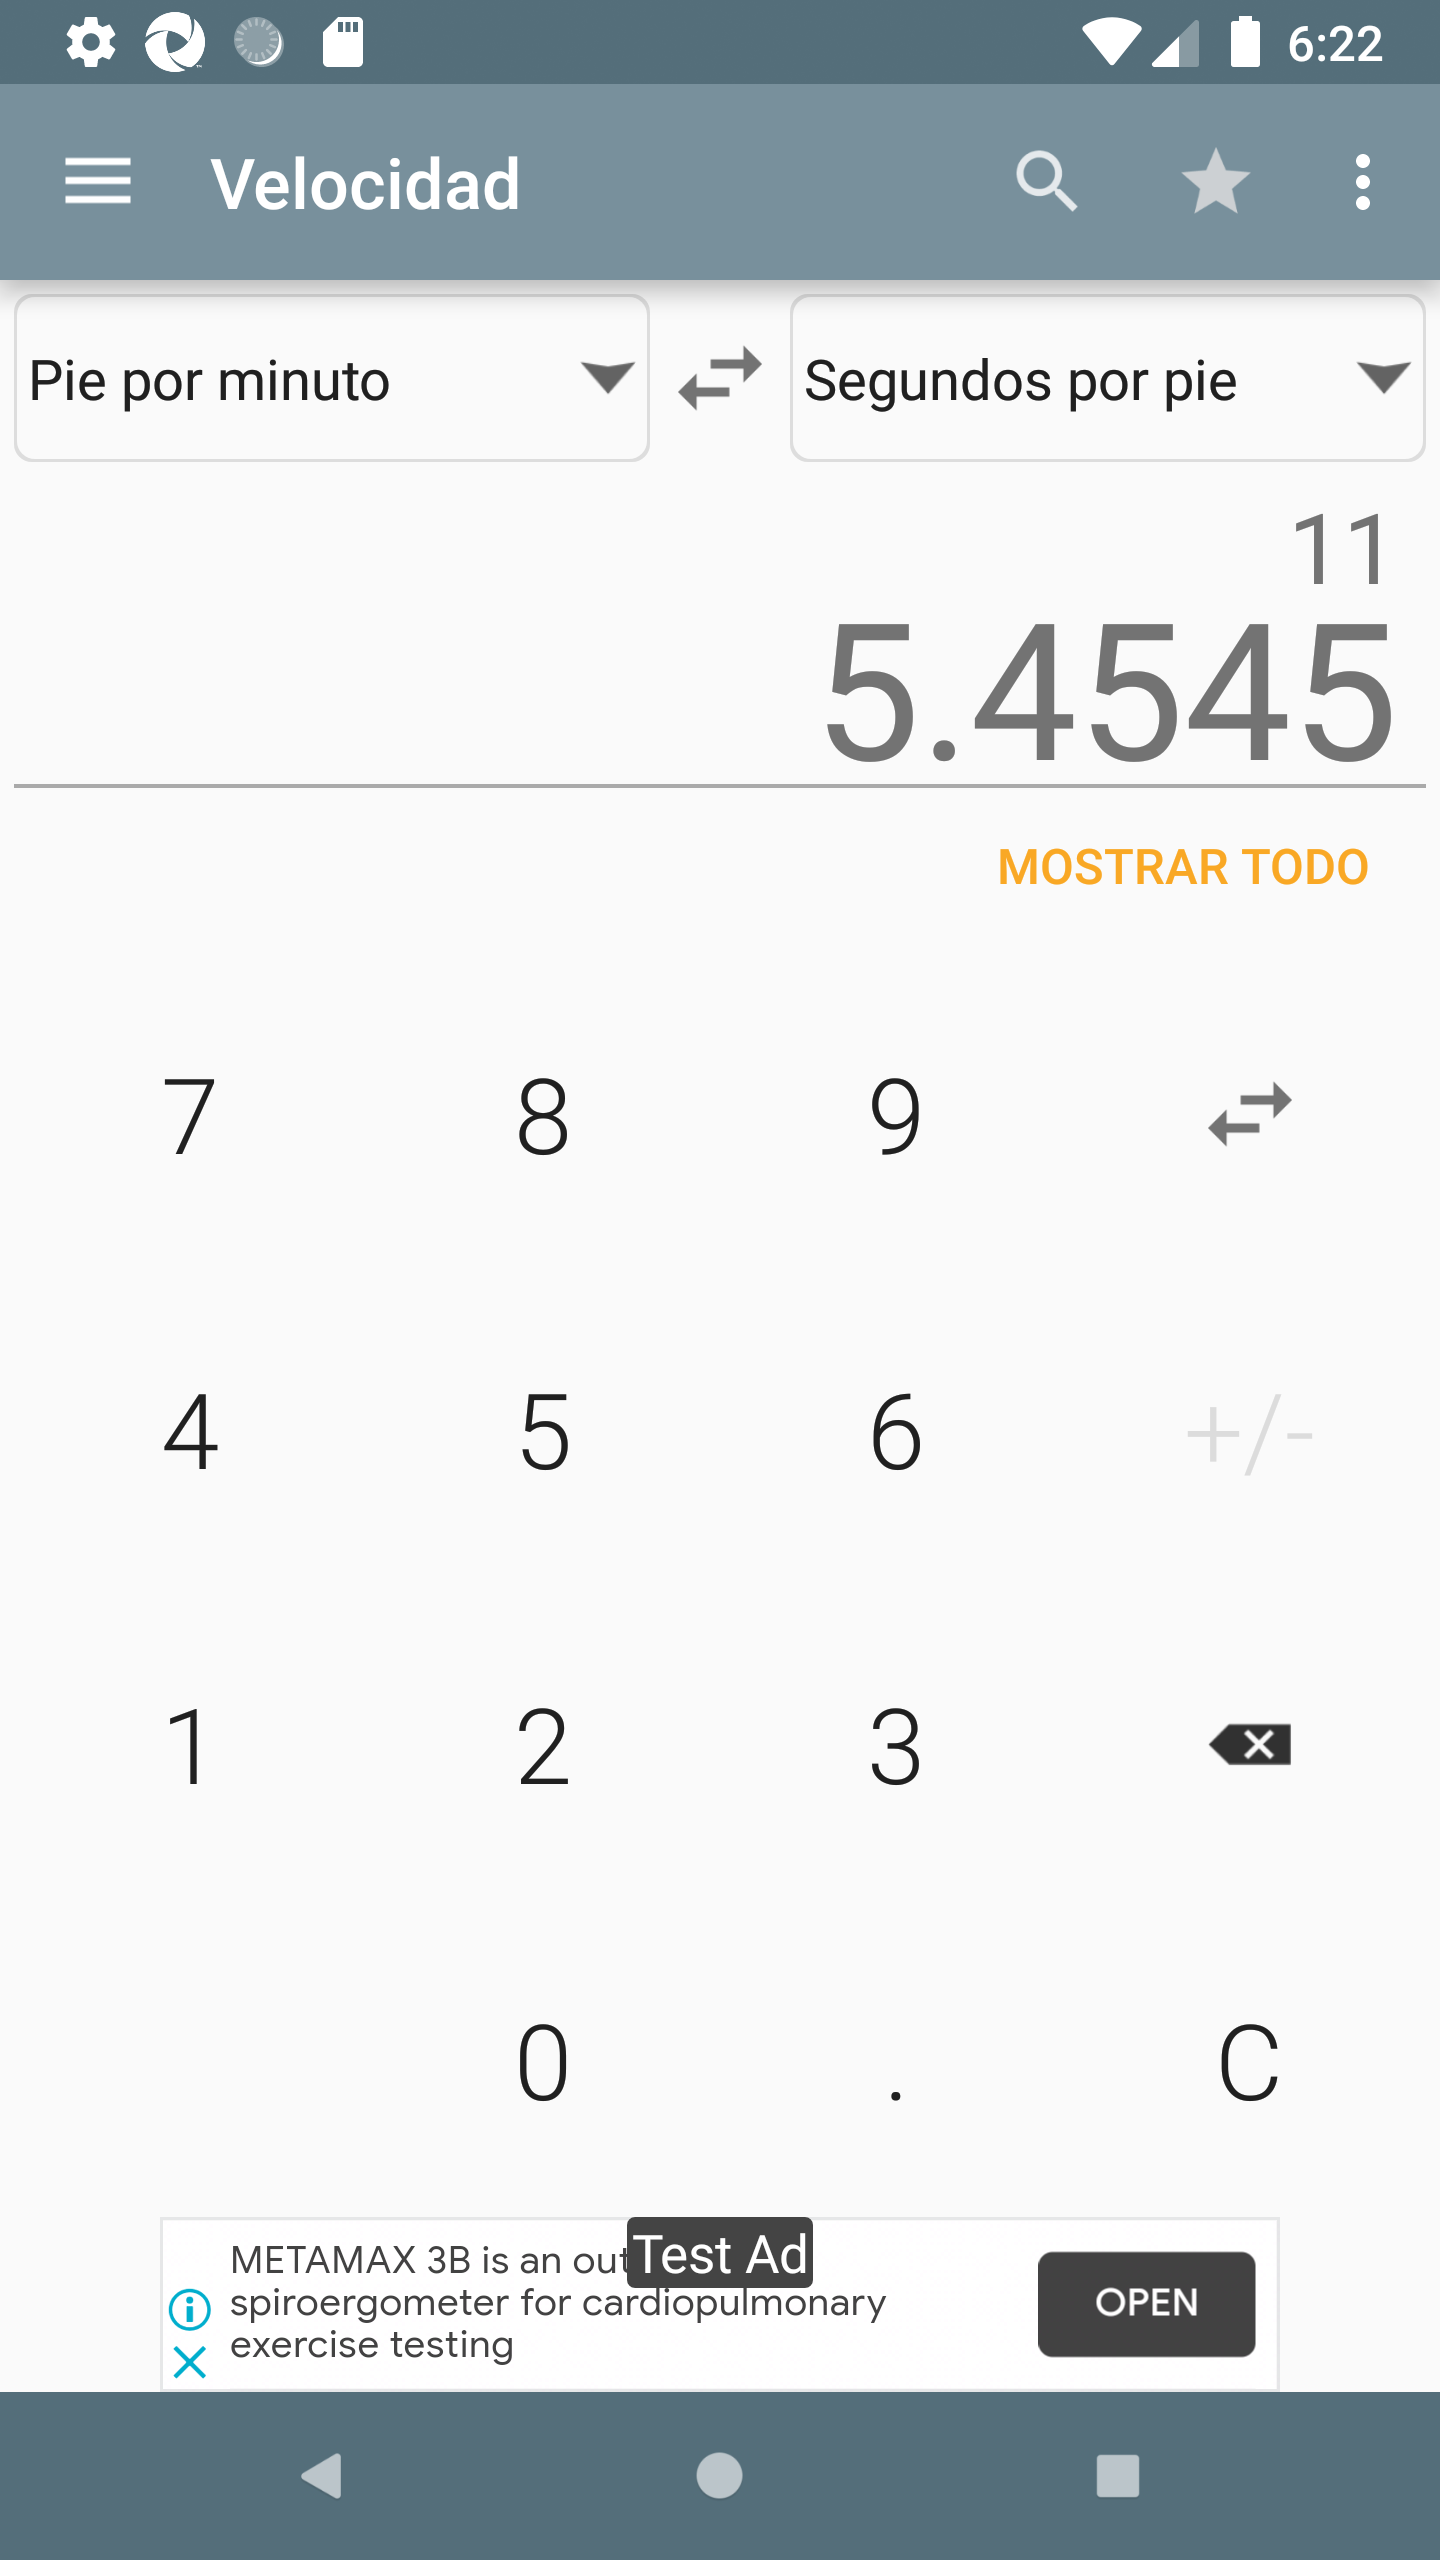 6:22
Velocidad
Pie por minuto
Segundos por pie
11
5.4545
MOSTRAR TODO
7 8 9
4 5 6 +/-
1 2 3
0 . C
Test Ad
METAMAX 3B is an out
spiroergometer for cardiopulmonary
exercise testing
OPEN